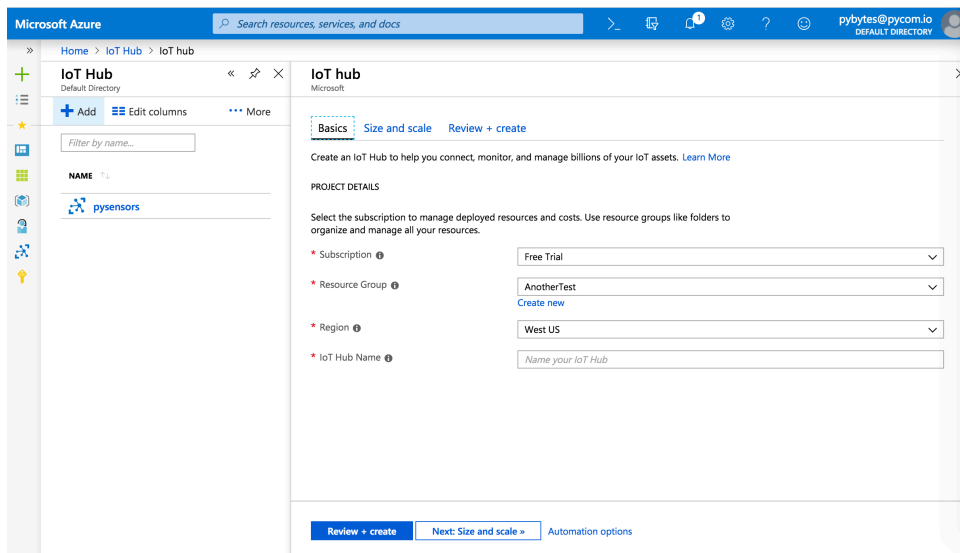 Microsoft Azure
Search resources, services, and docs
1
pybytes@pycom.io
DEFAULT DIRECTORY
Home > IoT Hub > IoT hub
IoT Hub
Default Directory
Add
Edit columns
More
Filter by name...
NAME
pysensors
IoT hub
Microsoft
Basics
Size and scale
Review + create
Create an IoT Hub to help you connect, monitor, and manage billions of your IoT assets. Learn More
PROJECT DETAILS
Select the subscription to manage deployed resources and costs. Use resource groups like folders to
organize and manage all your resources.
* Subscription
Free Trial
* Resource Group
AnotherTest
Create new
* Region
West US
* IoT Hub Name
Name your IoT Hub
Review + create
Next: Size and scale »
Automation options